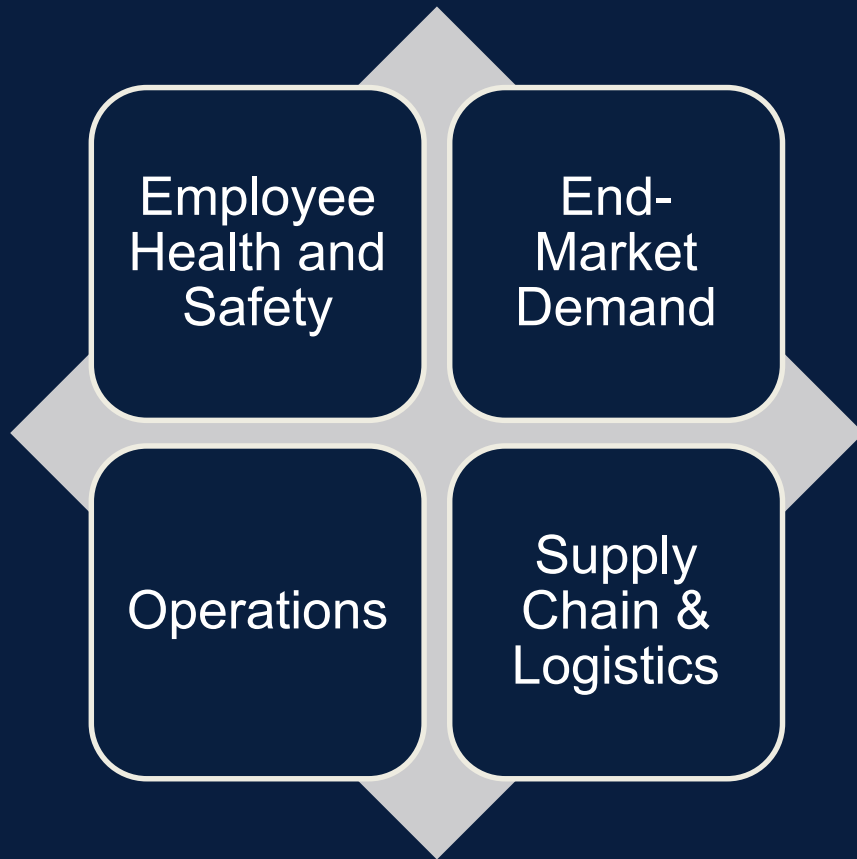 Employee
Health and
Safety
End-
Market
Demand
Operations
Supply
Chain &
Logistics